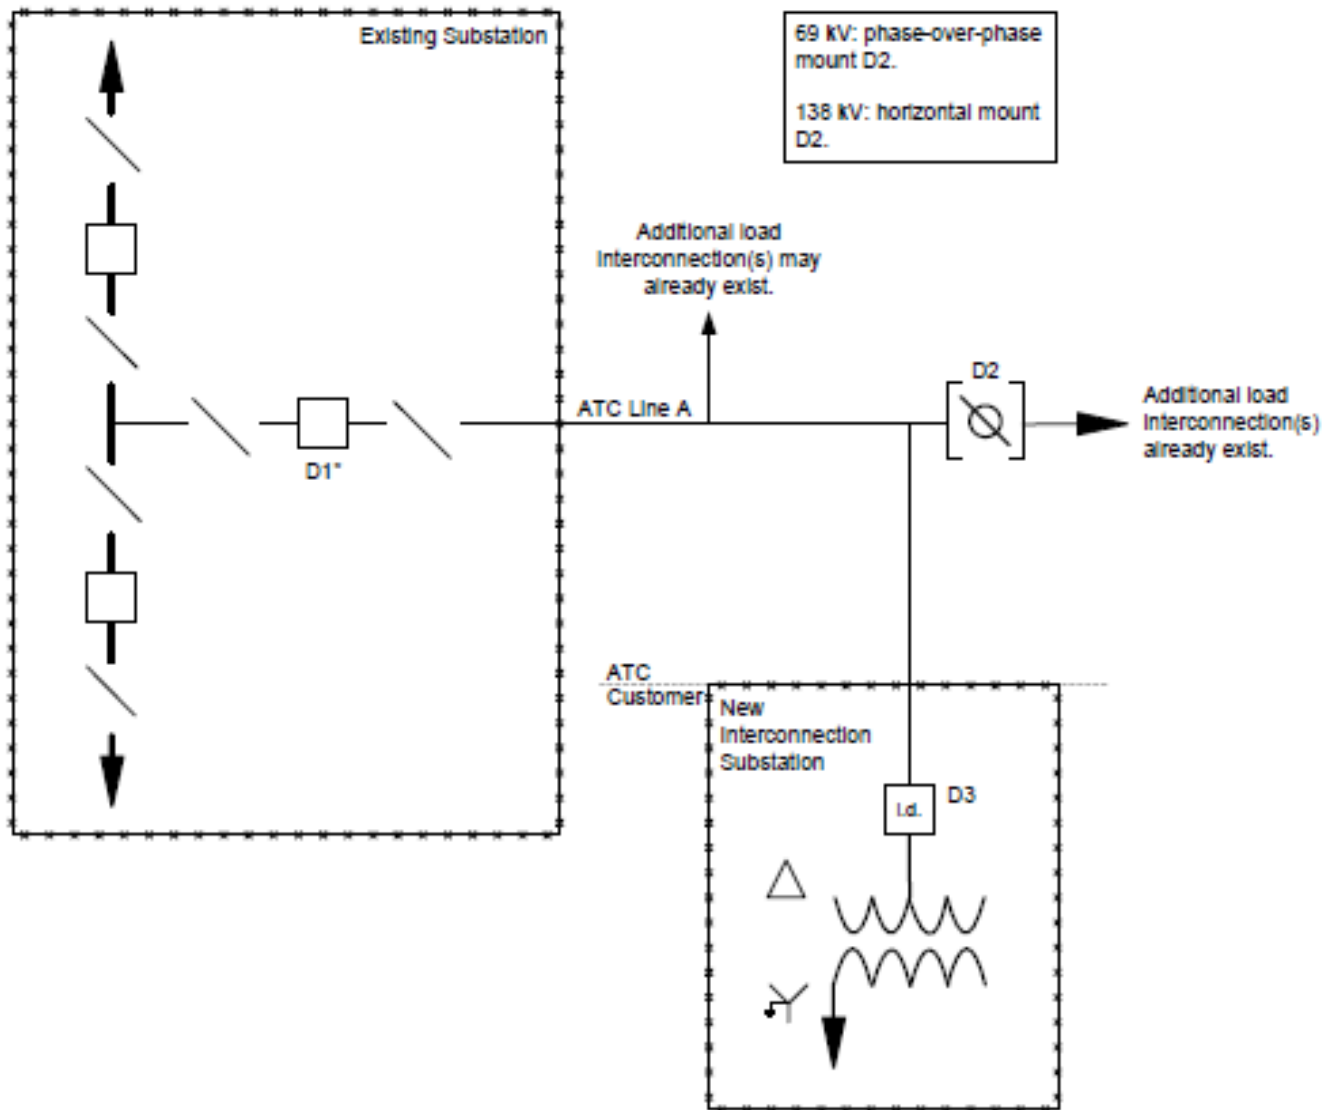 Existing Substation
69 kV: phase-over-phase
mount D2.
138 kV: horizontal mount
D2.
Additional load
Interconnection(s) may
already exist.
D2
Additional load
Interconnection(s)
already exist.
ATC Line A
D1*
ATC
Customer
New
Interconnection
Substation
D3
i.d.